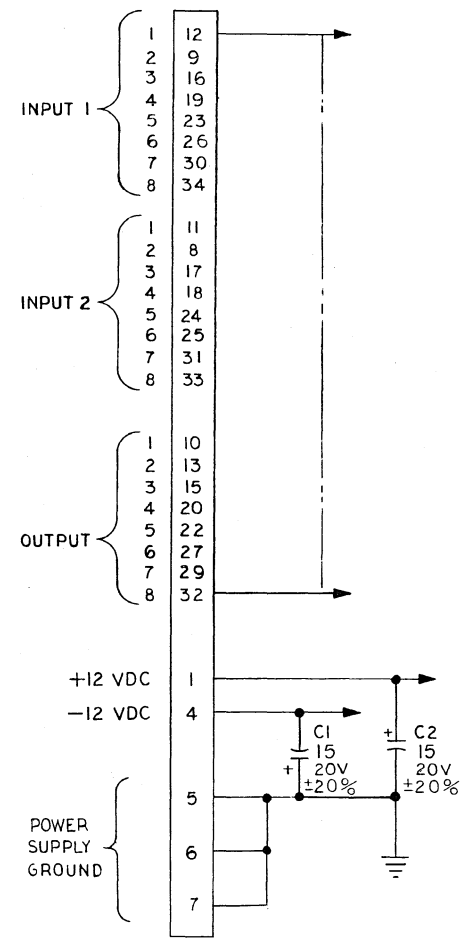 INPUT 1
1 12
2 9
3 16
4 19
5 23
6 26
7 30
8 34
INPUT 2
1 11
2 8
3 17
4 18
5 24
6 25
7 31
8 33
OUTPUT
1 10
2 13
3 15
4 20
5 22
6 27
7 29
8 32
+12 VDC 1
-12 VDC 4
+ C1
15
20V
±20%
+ C2
15
20V
±20%
POWER
SUPPLY
GROUND
5
6
7